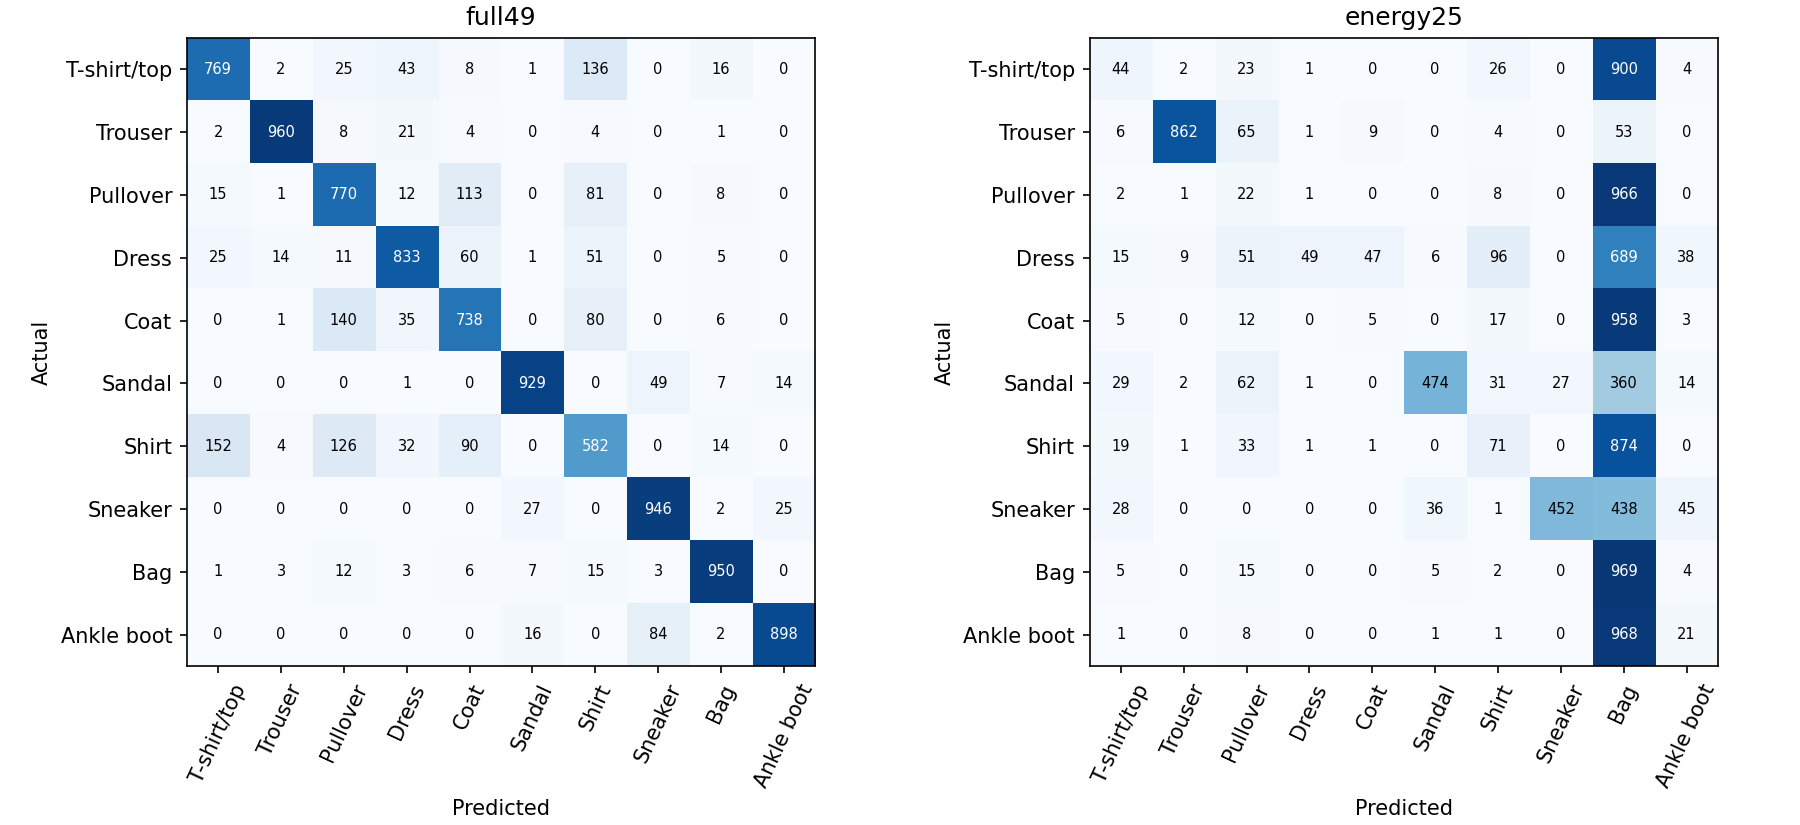 full49
T-shirt/top 769 2 25 43 8 1 136 0 16 0
Trouser 2 960 8 21 4 0 4 0 1 0
Pullover 15 1 770 12 113 0 81 0 8 0
Dress 25 14 11 833 60 1 51 0 5 0
Coat 0 1 140 35 738 0 80 0 6 0
Sandal 0 0 0 1 0 929 0 49 7 14
Shirt 152 4 126 32 90 0 582 0 14 0
Sneaker 0 0 0 0 0 27 0 946 2 25
Bag 1 3 12 3 6 7 15 3 950 0
Ankle boot 0 0 0 0 0 16 0 84 2 898
Actual
T-shirt/top Trouser Pullover Dress Coat Sandal Shirt Sneaker Bag Ankle boot
Predicted
energy25
T-shirt/top 44 2 23 1 0 0 26 0 900 4
Trouser 6 862 65 1 9 0 4 0 53 0
Pullover 2 1 22 1 0 0 8 0 966 0
Dress 15 9 51 49 47 6 96 0 689 38
Coat 5 0 12 0 5 0 17 0 958 3
Sandal 29 2 62 1 0 474 31 27 360 14
Shirt 19 1 33 1 1 0 71 0 874 0
Sneaker 28 0 0 0 0 36 1 452 438 45
Bag 5 0 15 0 0 5 2 0 969 4
Ankle boot 1 0 8 0 0 1 1 0 968 21
Actual
T-shirt/top Trouser Pullover Dress Coat Sandal Shirt Sneaker Bag Ankle boot
Predicted